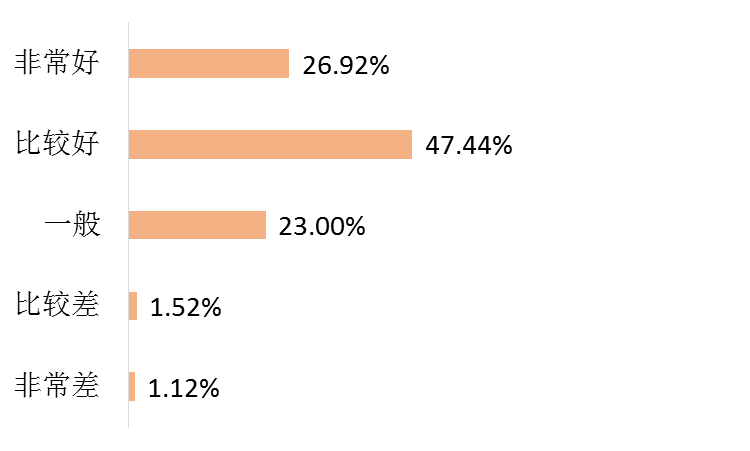 非常好 26.92%
比较好 47.44%
一般 23.00%
比较差 1.52%
非常差 1.12%